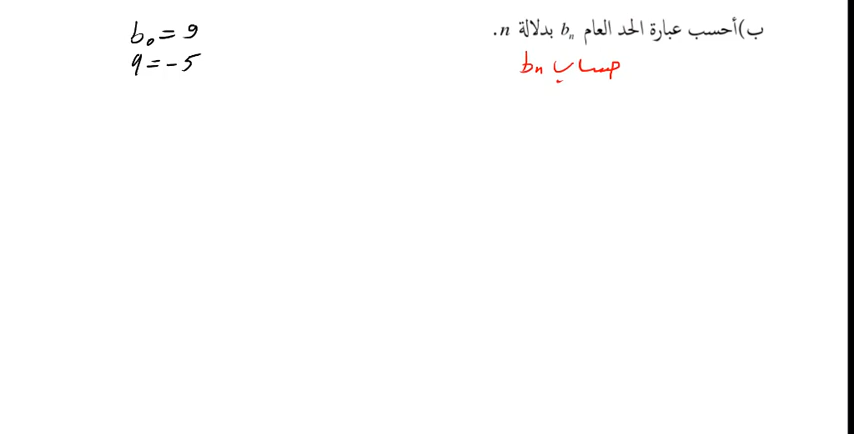 ب)أحسب عبارة الحد العام bₙ بدلالة n.
حساب bn
b₀ = 9
q = -5